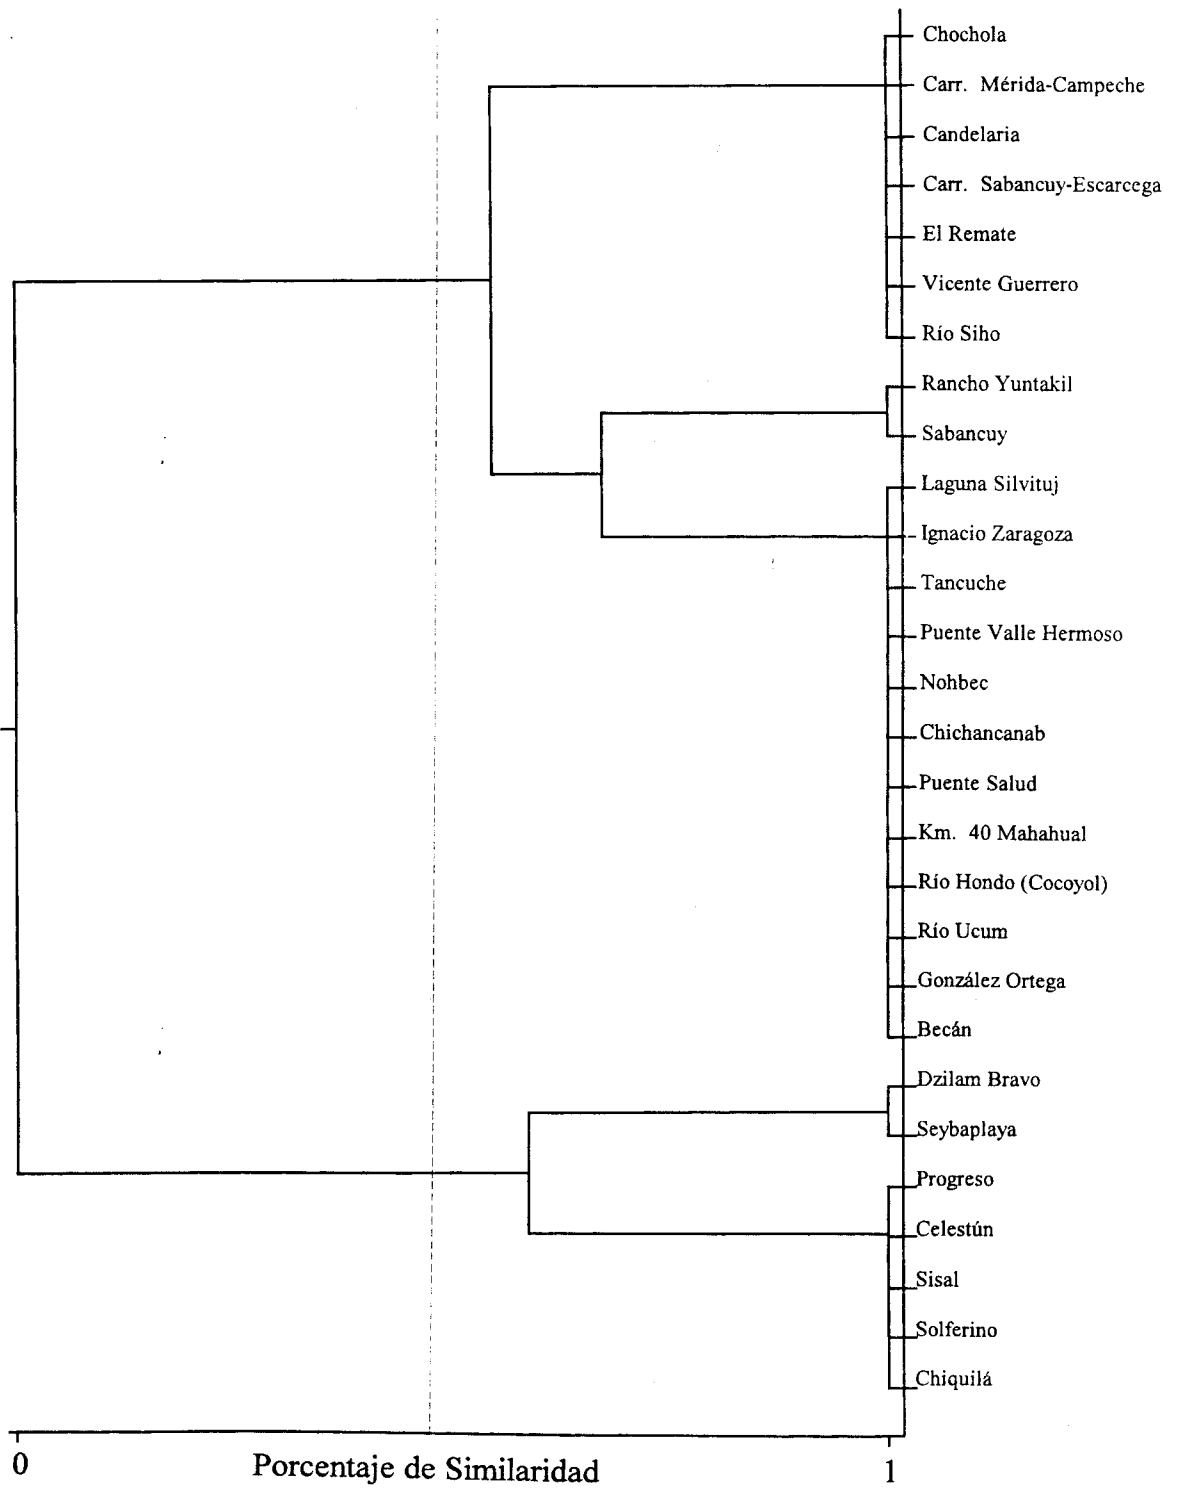 Chochola
Carr. Mérida-Campeche
Candelaria
Carr. Sabancuy-Escarcega
El Remate
Vicente Guerrero
Río Siho
Rancho Yuntakil
Sabancuy
Laguna Silvituj
Ignacio Zaragoza
Tancuche
Puente Valle Hermoso
Nohbec
Chichancanab
Puente Salud
Km. 40 Mahahual
Río Hondo (Cocoyol)
Río Ucum
González Ortega
Becán
Dzilam Bravo
Seybaplaya
Progreso
Celestún
Sisal
Solferino
Chiquilá
0 Porcentaje de Similaridad 1